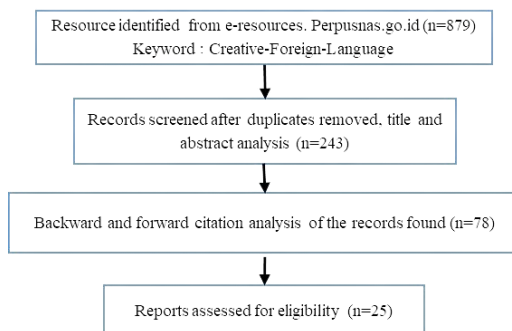 Resource identified from e-resources. Perpusnas.go.id (n=879)
Keyword : Creative-Foreign-Language
Records screened after duplicates removed, title and
abstract analysis (n=243)
Backward and forward citation analysis of the records found (n=78)
Reports assessed for eligibility (n=25)